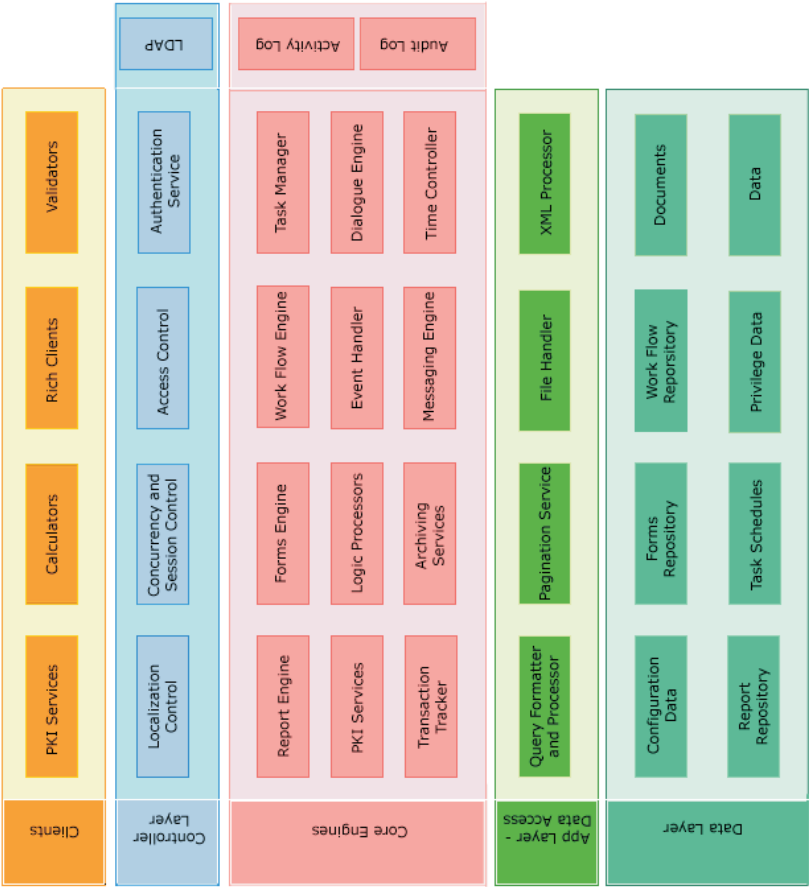 Clients
PKI Services
Calculators
Rich Clients
Validators
Controller
Layer
Localization
Control
Concurrency and
Session Control
Access Control
Authentication
Service
LDAP
Core Engines
Report Engine
Forms Engine
Work Flow Engine
Task Manager
PKI Services
Logic Processors
Event Handler
Dialogue Engine
Transaction
Tracker
Archiving
Services
Messaging Engine
Time Controller
Activity Log
Audit Log
App Layer -
Data Access
Query Formatter
and Processor
Pagination Service
File Handler
XML Processor
Data Layer
Configuration
Data
Forms
Repository
Work Flow
Reporsitory
Documents
Report
Repository
Task Schedules
Privilege Data
Data